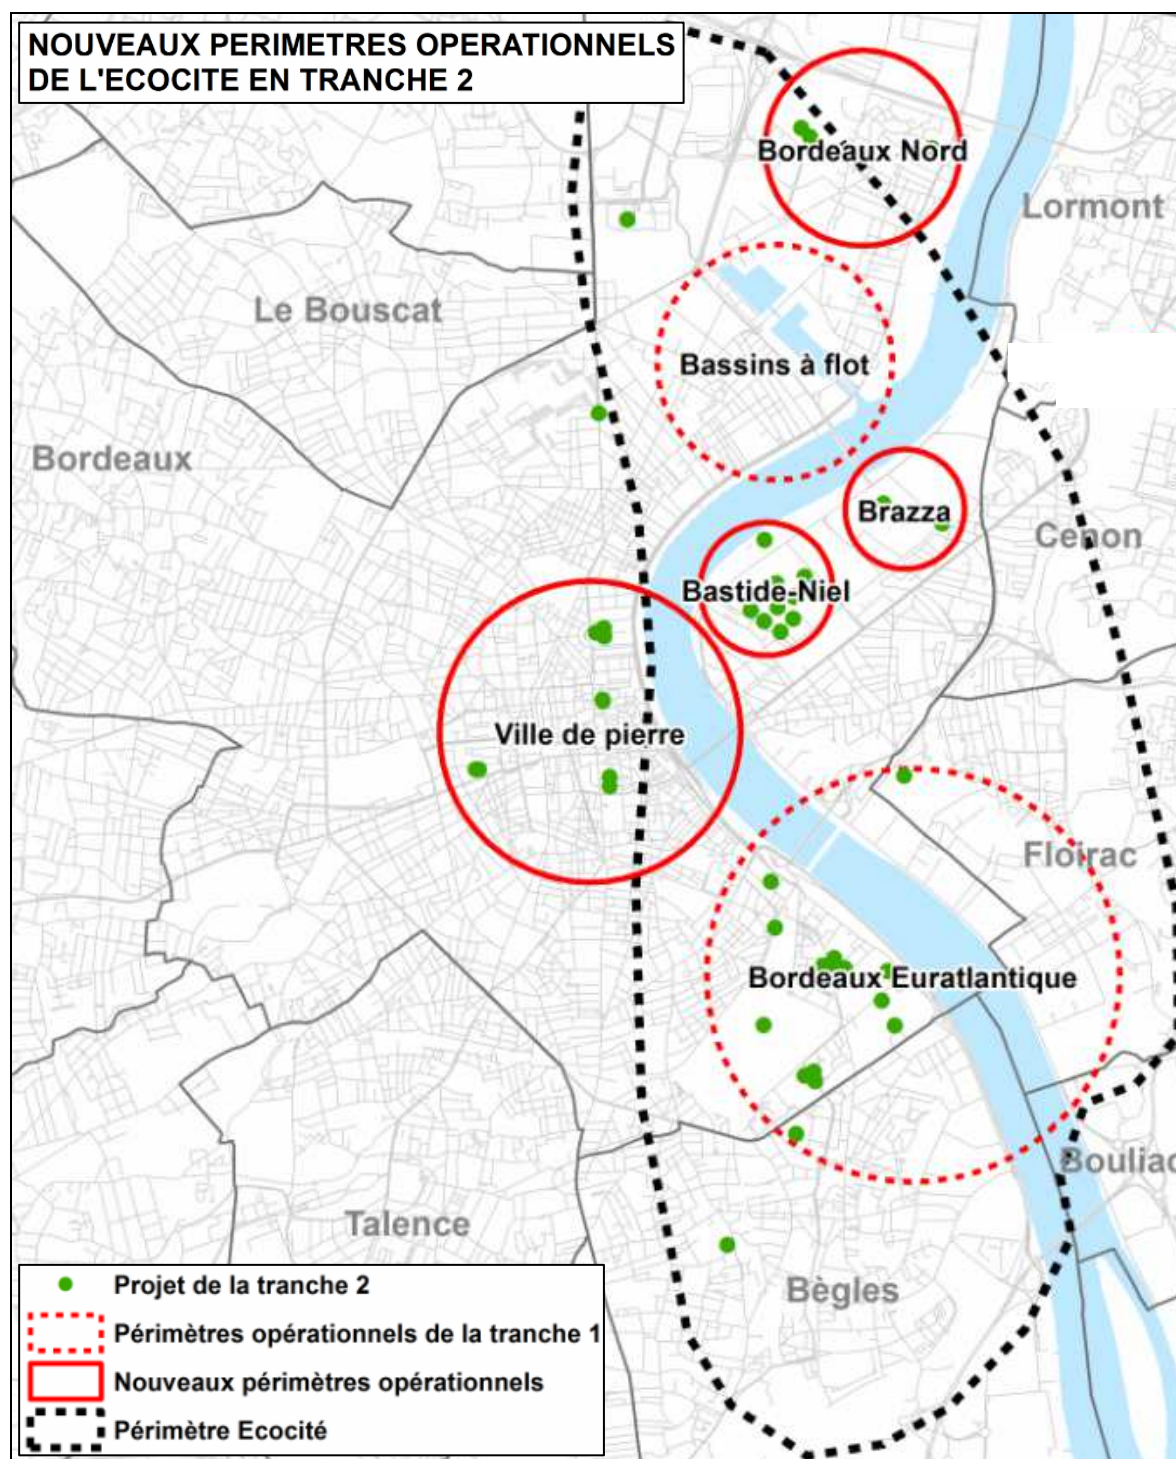 NOUVEAUX PERIMETRES OPERATIONNELS
DE L'ECOCITE EN TRANCHE 2
Bordeaux Nord
Lormont
Le Bouscat
Bassins à flot
Bordeaux
Brazza
Cenon
Bastide-Niel
Ville de pierre
Floirac
Bordeaux Euratlantique
Bouliac
Talence
Bègles
Projet de la tranche 2
Périmètres opérationnels de la tranche 1
Nouveaux périmètres opérationnels
Périmètre Ecocité